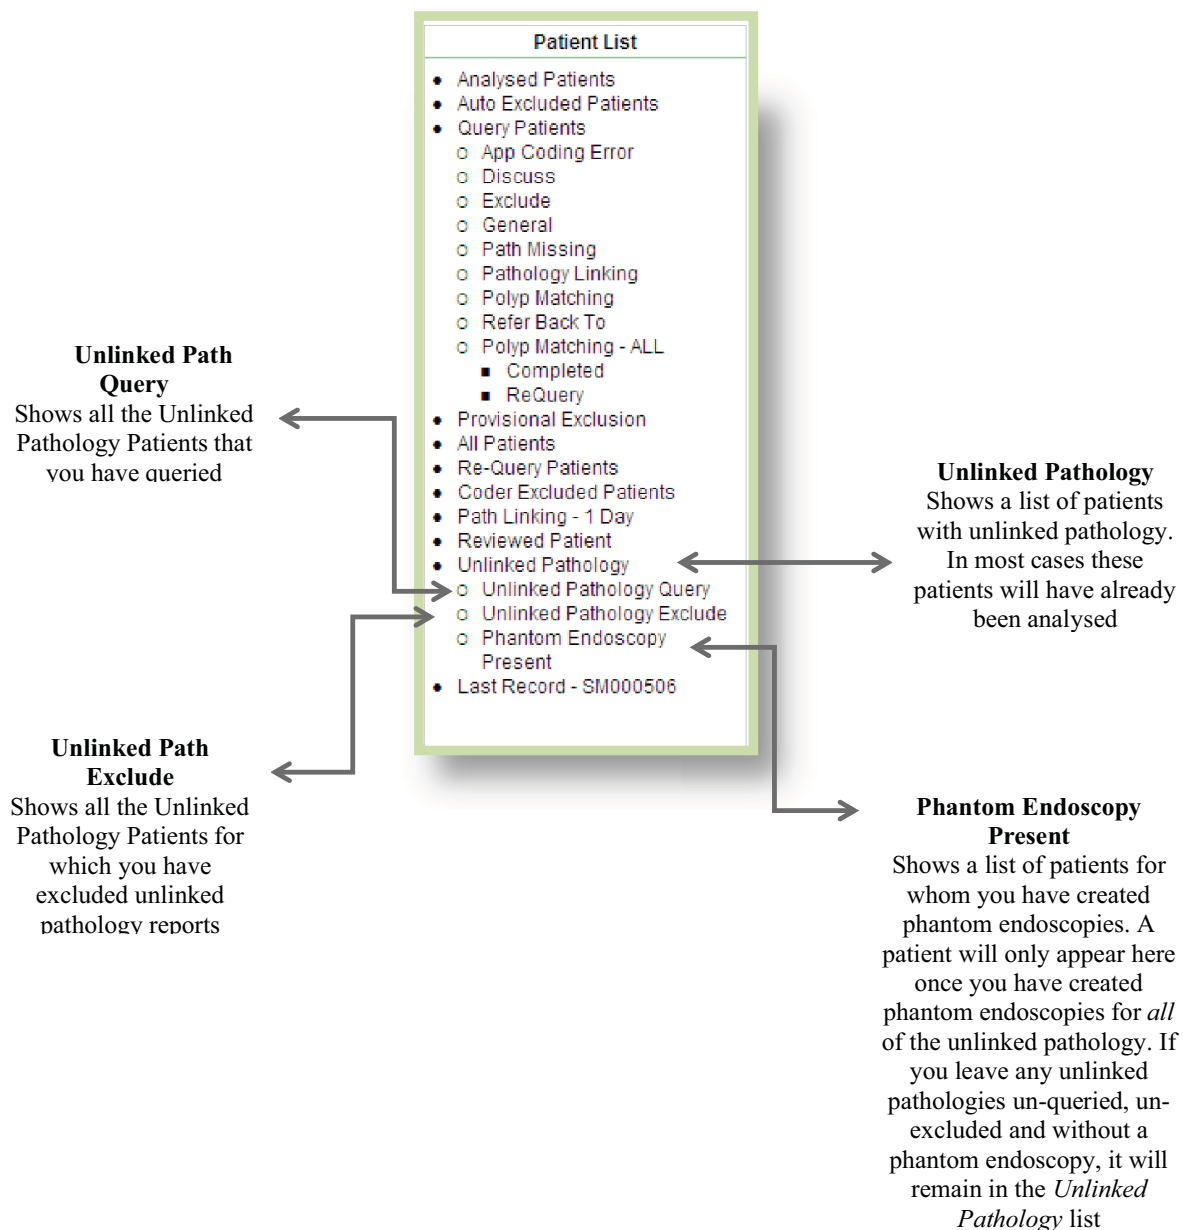 Patient List
Analysed Patients
Auto Excluded Patients
Query Patients
App Coding Error
Discuss
Exclude
General
Path Missing
Pathology Linking
Polyp Matching
Refer Back To
Polyp Matching - ALL
Completed
ReQuery
Provisional Exclusion
All Patients
Re-Query Patients
Coder Excluded Patients
Path Linking - 1 Day
Reviewed Patient
Unlinked Pathology
Unlinked Pathology Query
Unlinked Pathology Exclude
Phantom Endoscopy
Present
Last Record - SM000506
Unlinked Path
Query
Shows all the Unlinked
Pathology Patients that
you have queried
Unlinked Path
Exclude
Shows all the Unlinked
Pathology Patients for
which you have
excluded unlinked
pathology reports
Unlinked Pathology
Shows a list of patients
with unlinked pathology.
In most cases these
patients will have already
been analysed
Phantom Endoscopy
Present
Shows a list of patients for
whom you have created
phantom endoscopies. A
patient will only appear here
once you have created
phantom endoscopies for all
of the unlinked pathology. If
you leave any unlinked
pathologies un-queried, un-
excluded and without a
phantom endoscopy, it will
remain in the Unlinked
Pathology list